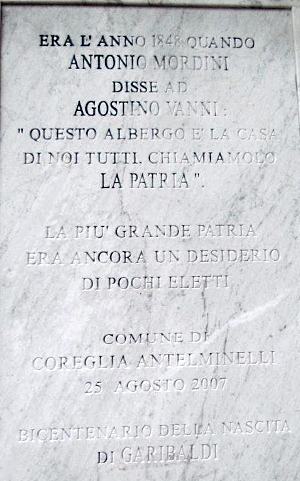 ERA L'ANNO 1848 QUANDO
ANTONIO MORDINI
DISSE AD
AGOSTINO VANNI:
"QUESTO ALBERGO E' LA CASA
DI NOI TUTTI, CHIAMIAMOLO
LA PATRIA".
LA PIU' GRANDE PATRIA
ERA ANCORA UN DESIDERIO
DI POCHI ELETTI
COMUNE DI
COREGLIA ANTELMINELLI
25 AGOSTO 2007
BICENTENARIO DELLA NASCITA
DI GARIBALDI